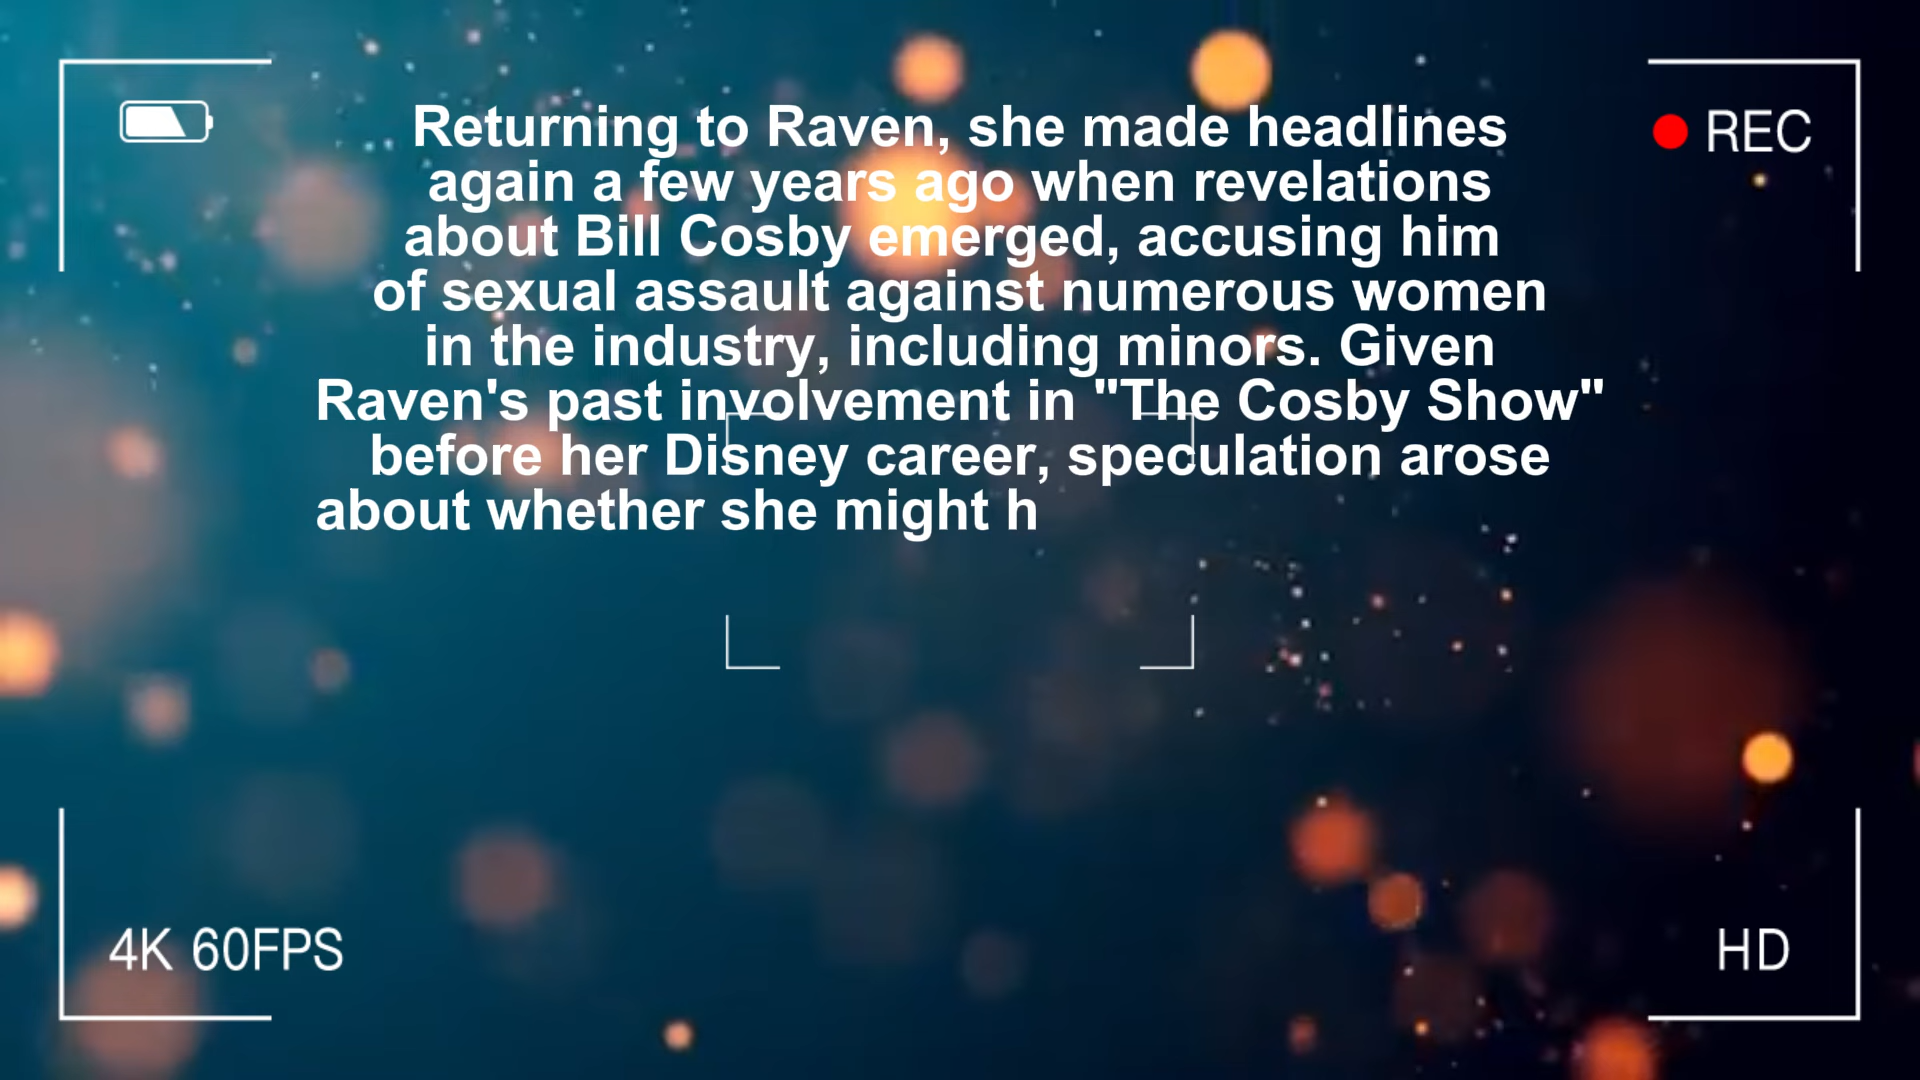 REC
Returning to Raven, she made headlines
again a few years ago when revelations
about Bill Cosby emerged, accusing him
of sexual assault against numerous women
in the industry, including minors. Given
Raven's past involvement in "The Cosby Show"
before her Disney career, speculation arose
about whether she might h
4K 60FPS
HD